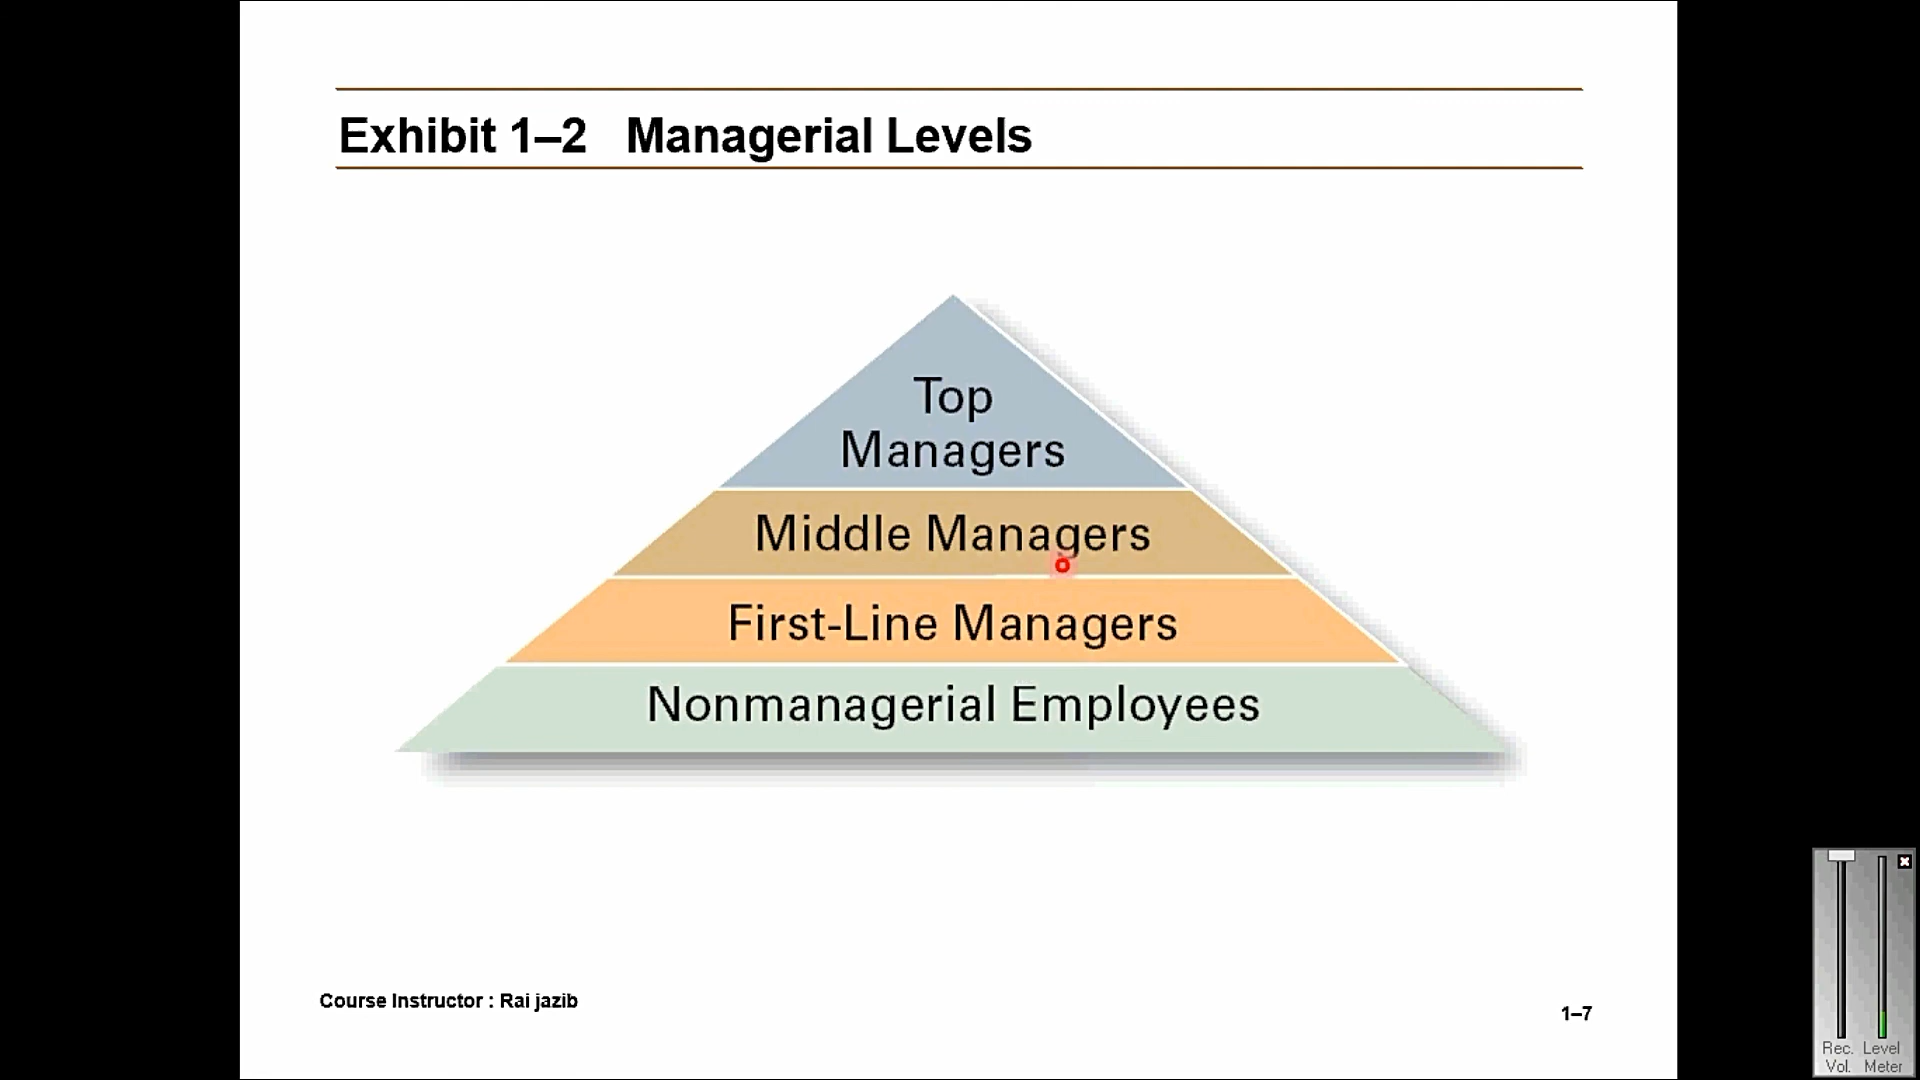 Exhibit 1–2 Managerial Levels
Top
Managers
Middle Managers
First-Line Managers
Nonmanagerial Employees
Course Instructor : Rai jazib
1–7
Rec. Level
Vol. Meter